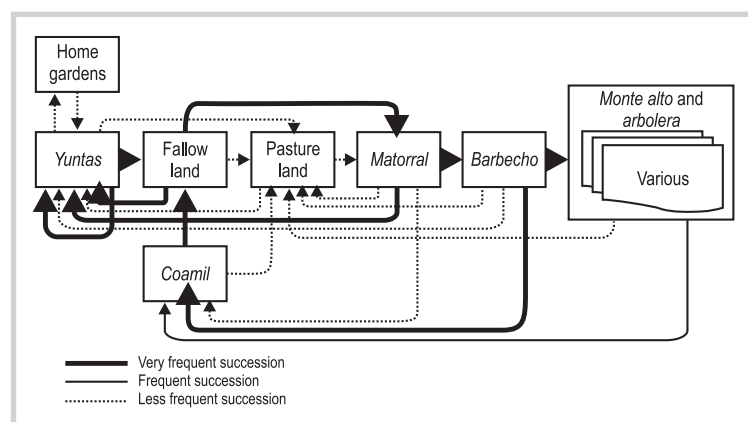 Home
gardens
Monte alto and
arbolera
Yuntas
Fallow
land
Pasture
land
Matorral
Barbecho
Various
Coamil
Very frequent succession
Frequent succession
Less frequent succession